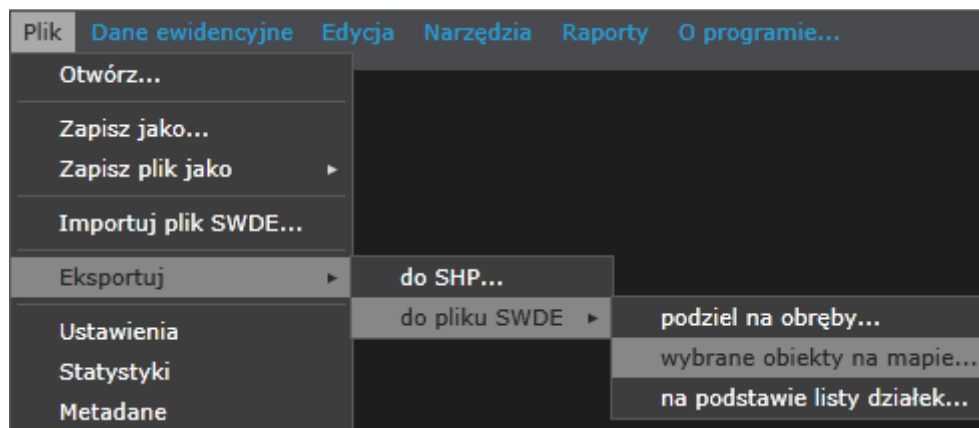 Plik Dane ewidencyjne Edycja Narzędzia Raporty O programie...
Otwórz...
Zapisz jako...
Zapisz plik jako
Importuj plik SWDE...
Eksportuj
do SHP...
do pliku SWDE
podziel na obręby...
wybrane obiekty na mapie...
na podstawie listy działek...
Ustawienia
Statystyki
Metadane